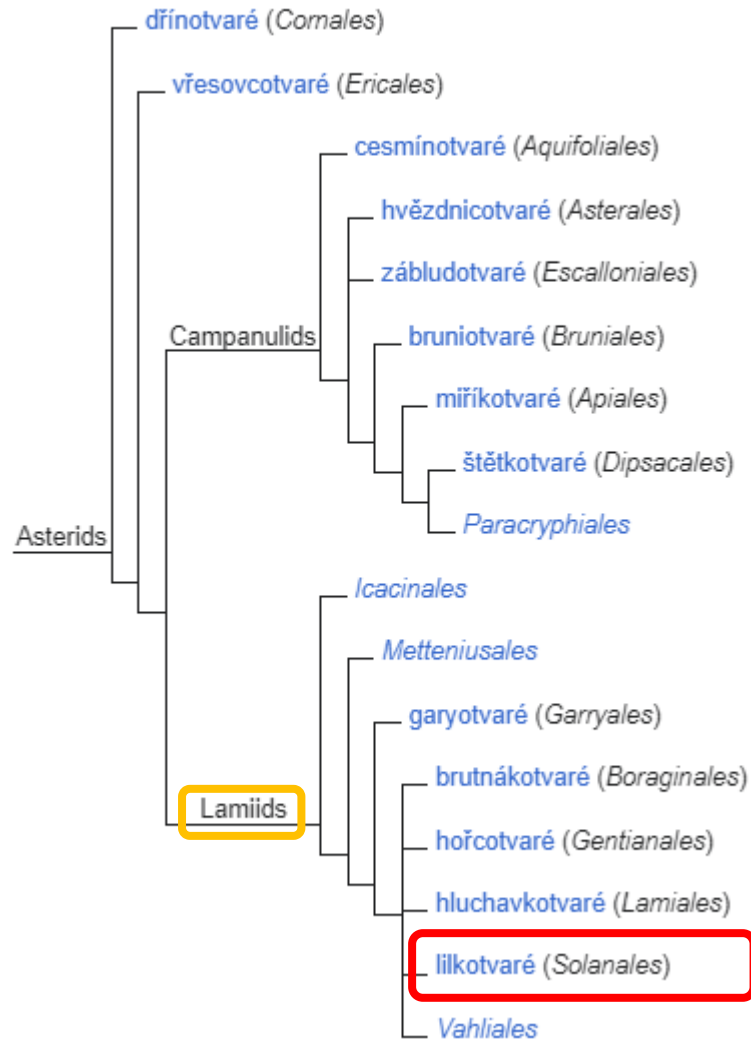 dřínotvaré (Cornales)
vřesovcotvaré (Ericales)
cesmínotvaré (Aquifoliales)
hvězdnicotvaré (Asterales)
zábludotvaré (Escalloniales)
Campanulids
bruniotvaré (Bruniales)
miříkotvaré (Apiales)
štětkotvaré (Dipsacales)
Paracryphiales
Asterids
Icacinales
Metteniusales
garyotvaré (Garryales)
brutnákotvaré (Boraginales)
Lamiids
hořcotvaré (Gentianales)
hluchavkotvaré (Lamiales)
lilkotvaré (Solanales)
Vahliales